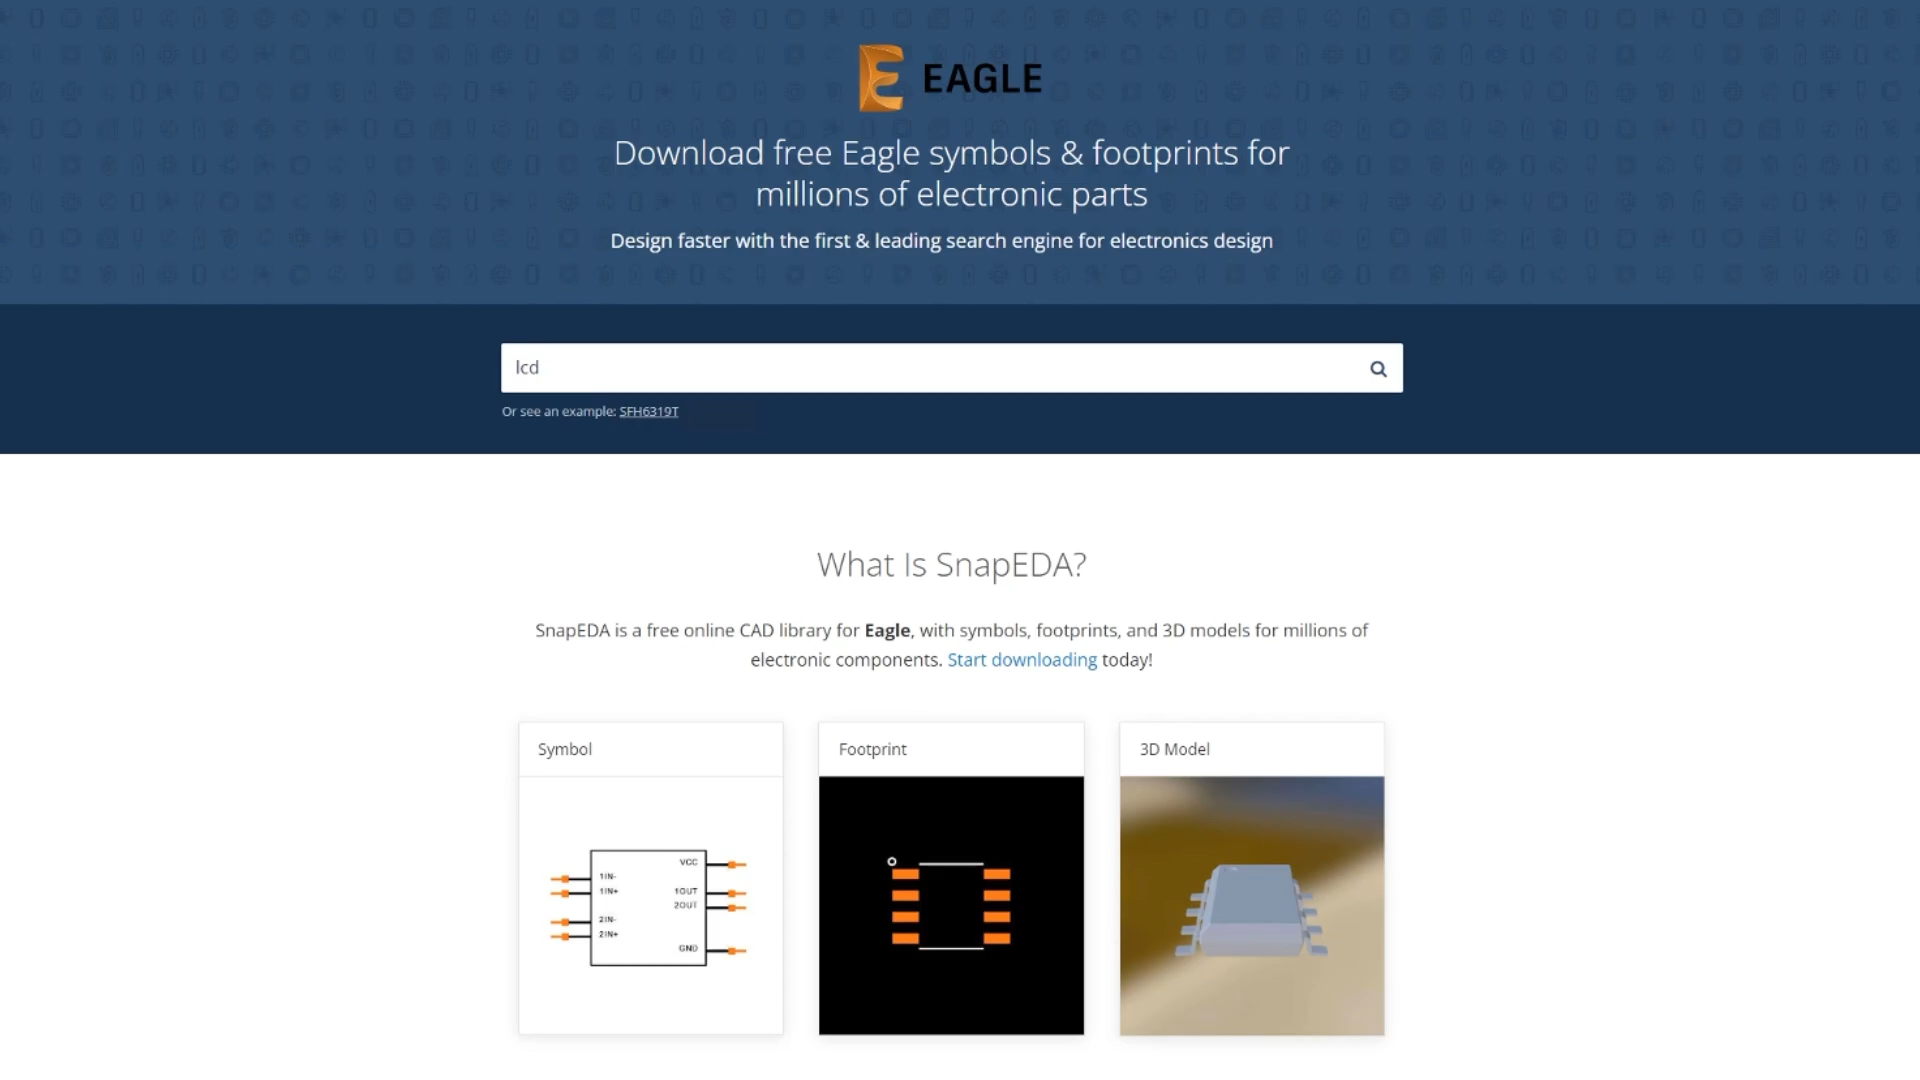 EAGLE
Download free Eagle symbols & footprints for
millions of electronic parts
Design faster with the first & leading search engine for electronics design
lcd
Or see an example: SFH6319T
What Is SnapEDA?
SnapEDA is a free online CAD library for Eagle, with symbols, footprints, and 3D models for millions of
electronic components. Start downloading today!
Symbol
VCC
1IN-
1IN+
1OUT
2OUT
2IN-
2IN+
GND
Footprint
3D Model